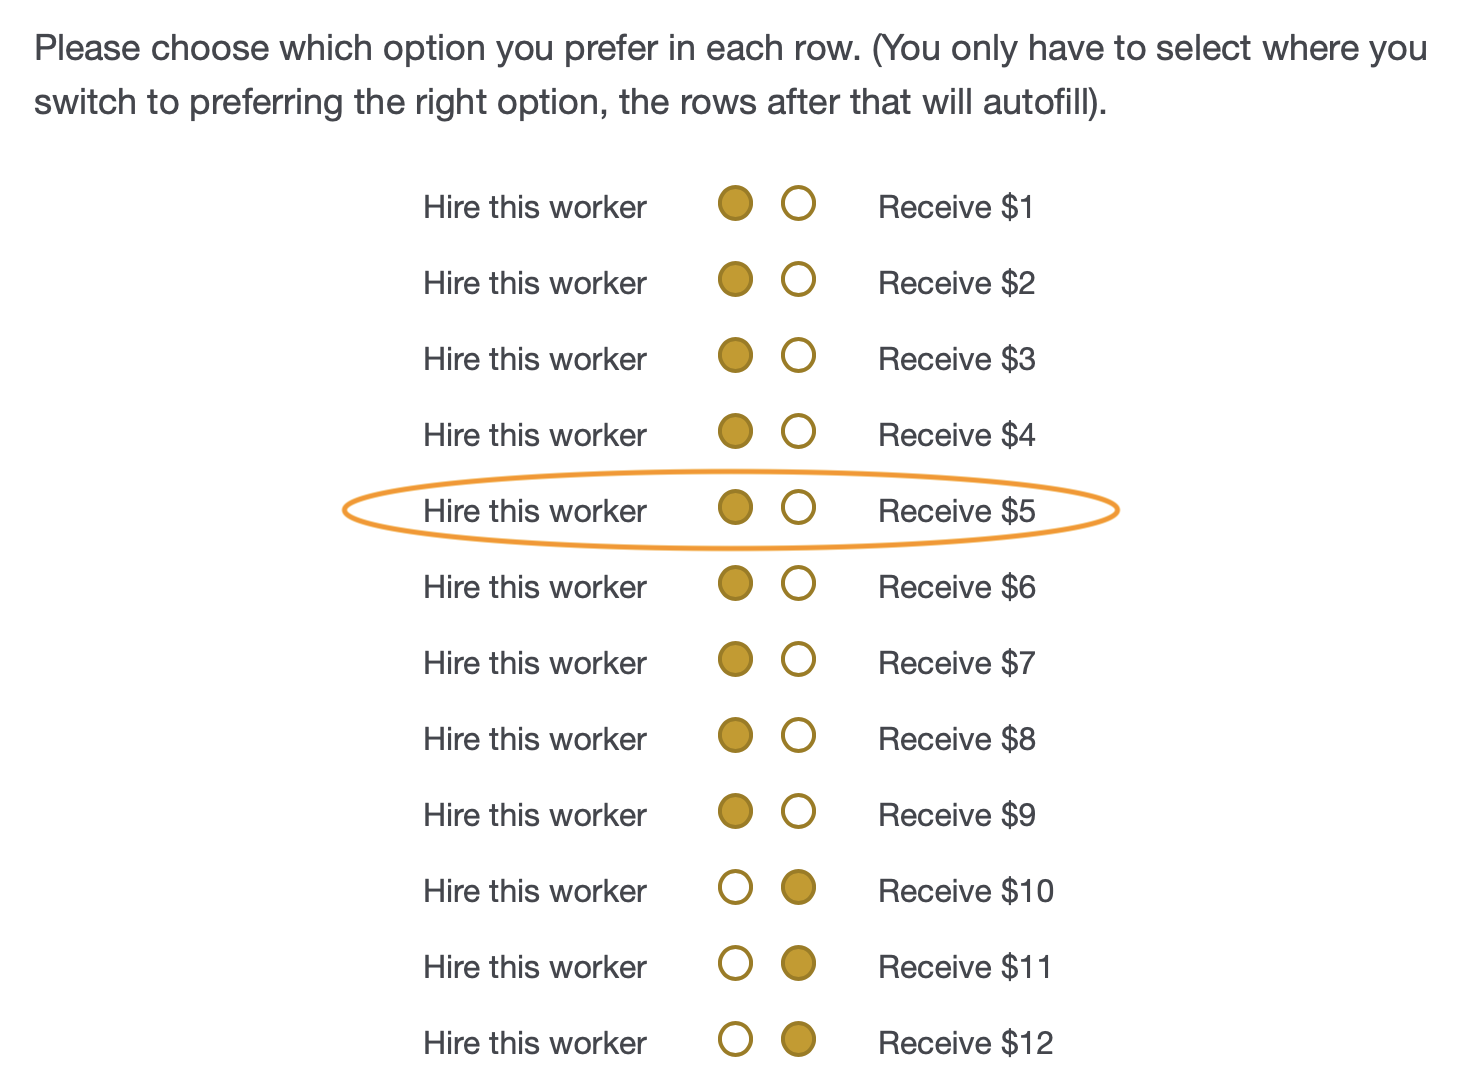 Please choose which option you prefer in each row. (You only have to select where you
switch to preferring the right option, the rows after that will autofill).
Hire this worker Receive $1
Hire this worker Receive $2
Hire this worker Receive $3
Hire this worker Receive $4
Hire this worker Receive $5
Hire this worker Receive $6
Hire this worker Receive $7
Hire this worker Receive $8
Hire this worker Receive $9
Hire this worker Receive $10
Hire this worker Receive $11
Hire this worker Receive $12